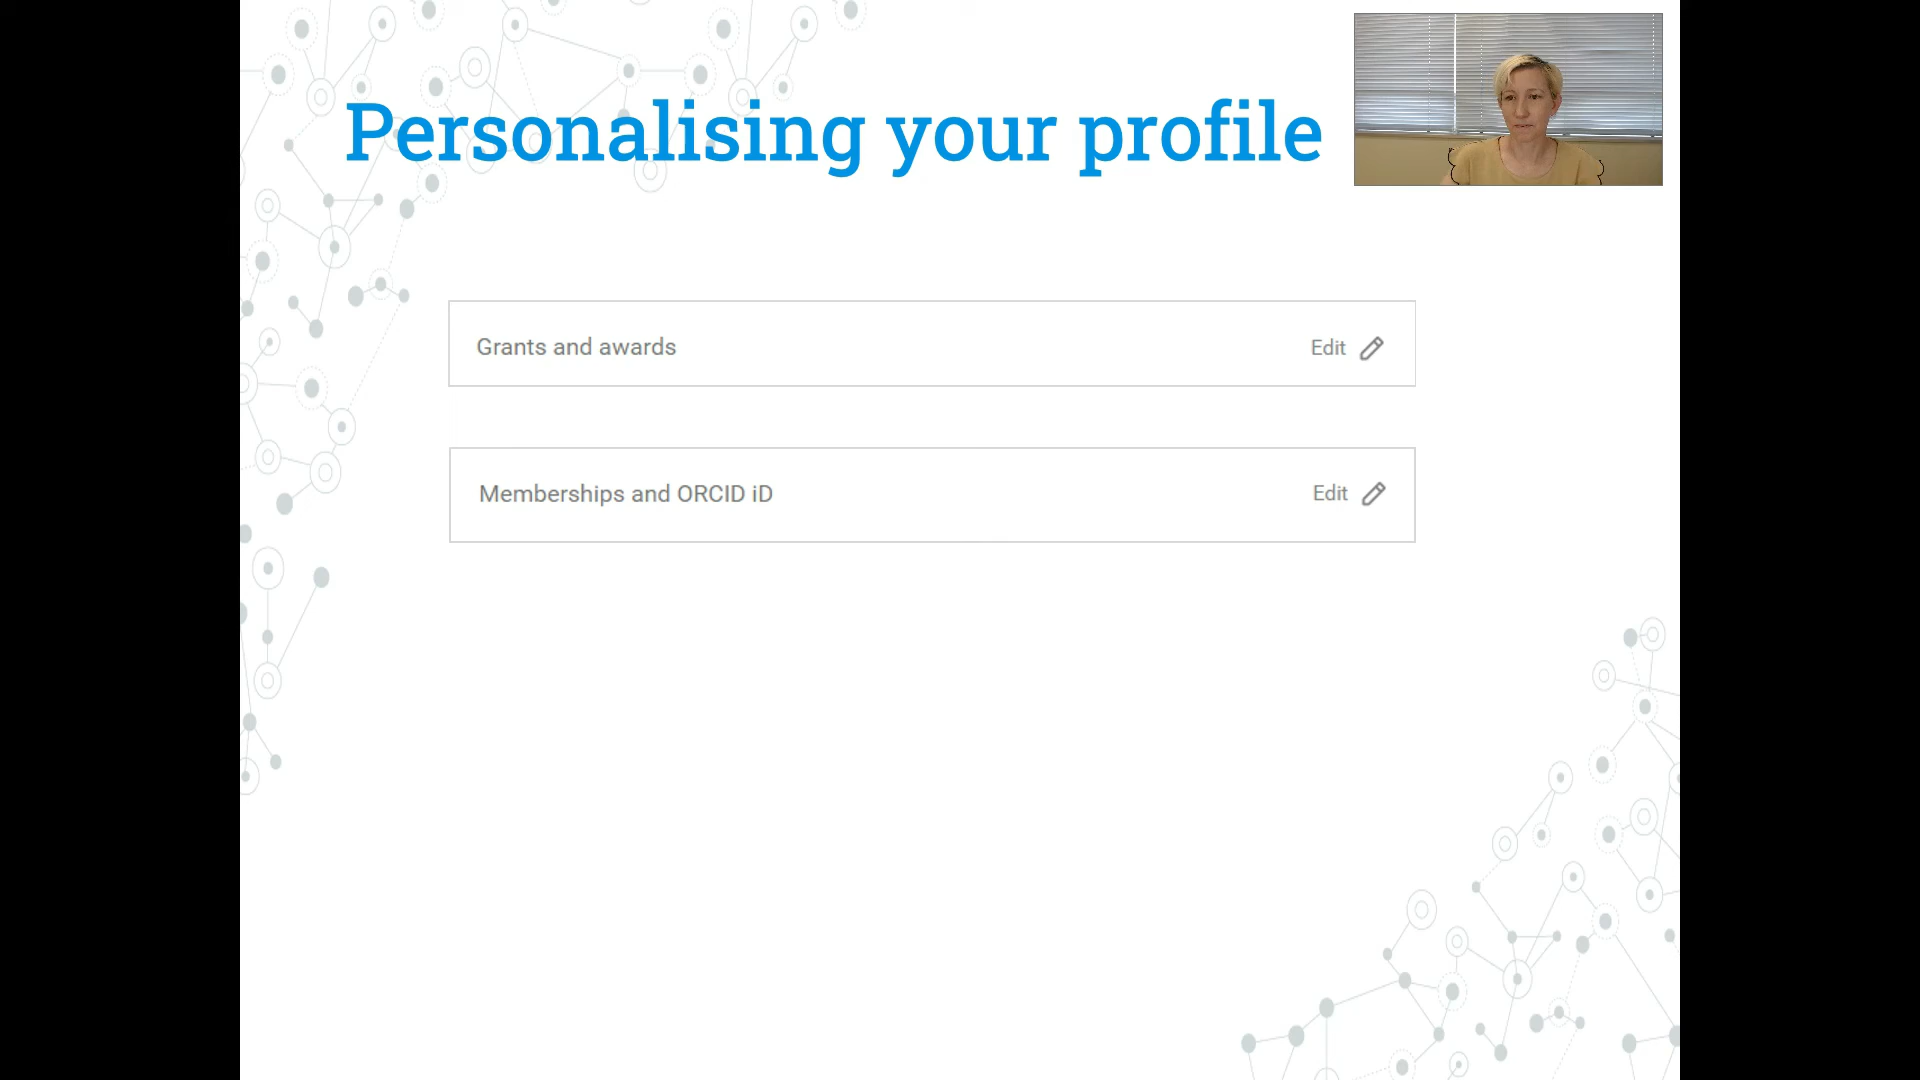 Personalising your profile
Grants and awards Edit
Memberships and ORCID iD Edit